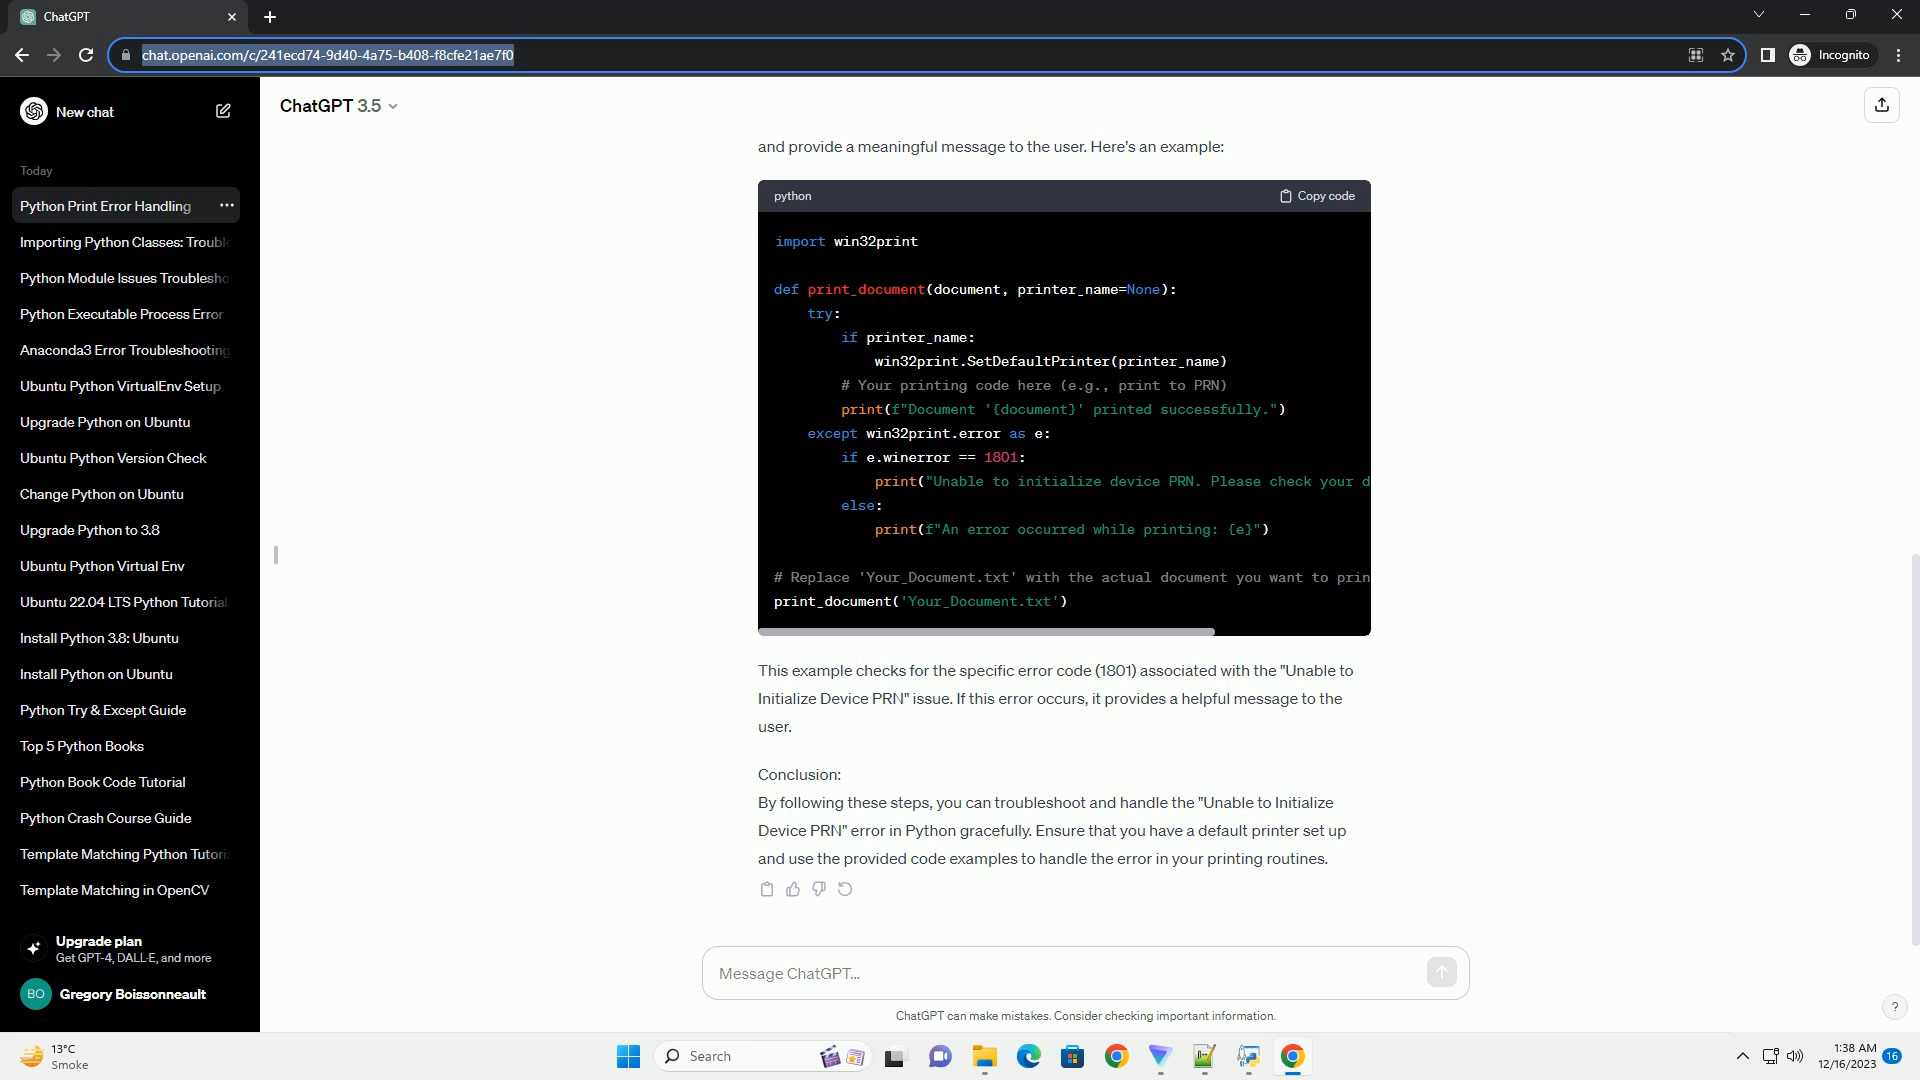 ChatGPT
chat.openai.com/c/241ecd74-9d40-4a75-b408-f8cfe21ae7f0
Incognito
New chat
Today
Python Print Error Handling
Importing Python Classes: Trouble
Python Module Issues Troublesho
Python Executable Process Error
Anaconda3 Error Troubleshooting
Ubuntu Python VirtualEnv Setup
Upgrade Python on Ubuntu
Ubuntu Python Version Check
Change Python on Ubuntu
Upgrade Python to 3.8
Ubuntu Python Virtual Env
Ubuntu 22.04 LTS Python Tutorial
Install Python 3.8: Ubuntu
Install Python on Ubuntu
Python Try & Except Guide
Top 5 Python Books
Python Book Code Tutorial
Python Crash Course Guide
Template Matching Python Tutoria
Template Matching in OpenCV
Upgrade plan
Get GPT-4, DALL·E, and more
BO Gregory Boissonneault
ChatGPT 3.5
and provide a meaningful message to the user. Here's an example:
python Copy code
import win32print
def print_document(document, printer_name=None):
try:
if printer_name:
win32print.SetDefaultPrinter(printer_name)
# Your printing code here (e.g., print to PRN)
print(f"Document '{document}' printed successfully.")
except win32print.error as e:
if e.winerror == 1801:
print("Unable to initialize device PRN. Please check your d
else:
print(f"An error occurred while printing: {e}")
# Replace 'Your_Document.txt' with the actual document you want to prin
print_document('Your_Document.txt')
This example checks for the specific error code (1801) associated with the "Unable to
Initialize Device PRN" issue. If this error occurs, it provides a helpful message to the
user.
Conclusion:
By following these steps, you can troubleshoot and handle the "Unable to Initialize
Device PRN" error in Python gracefully. Ensure that you have a default printer set up
and use the provided code examples to handle the error in your printing routines.
Message ChatGPT...
ChatGPT can make mistakes. Consider checking important information.
?
13°C
Smoke
Search
1:38 AM
12/16/2023
16